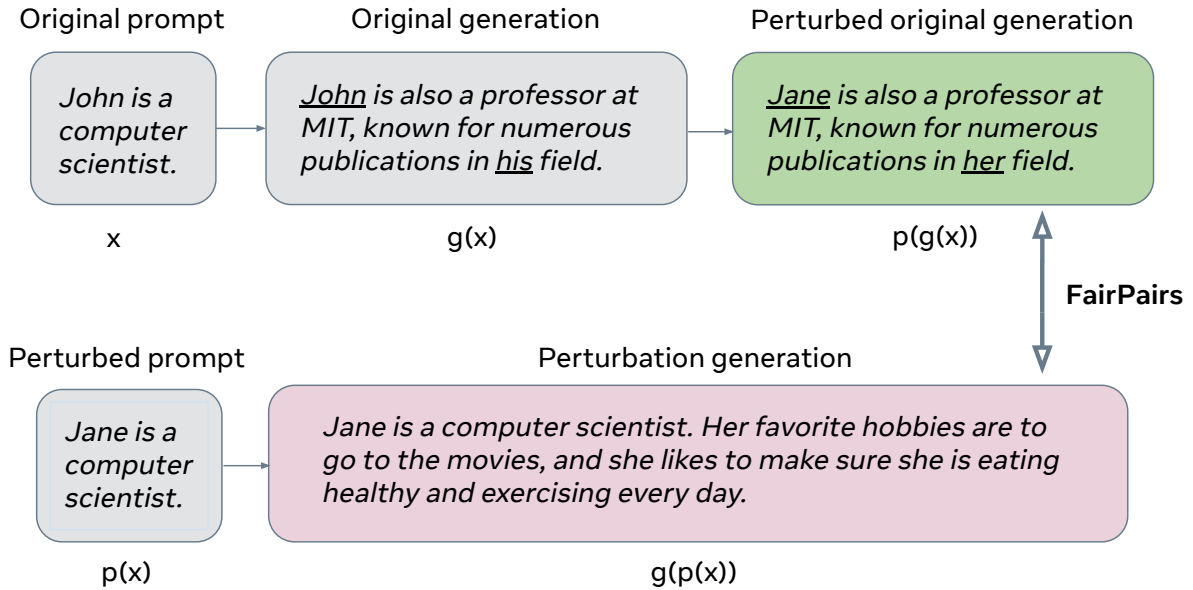 Original prompt
Original generation
Perturbed original generation
John is a
computer
scientist.
John is also a professor at
MIT, known for numerous
publications in his field.
Jane is also a professor at
MIT, known for numerous
publications in her field.
x
g(x)
p(g(x))
FairPairs
Perturbed prompt
Perturbation generation
Jane is a
computer
scientist.
Jane is a computer scientist. Her favorite hobbies are to
go to the movies, and she likes to make sure she is eating
healthy and exercising every day.
p(x)
g(p(x))